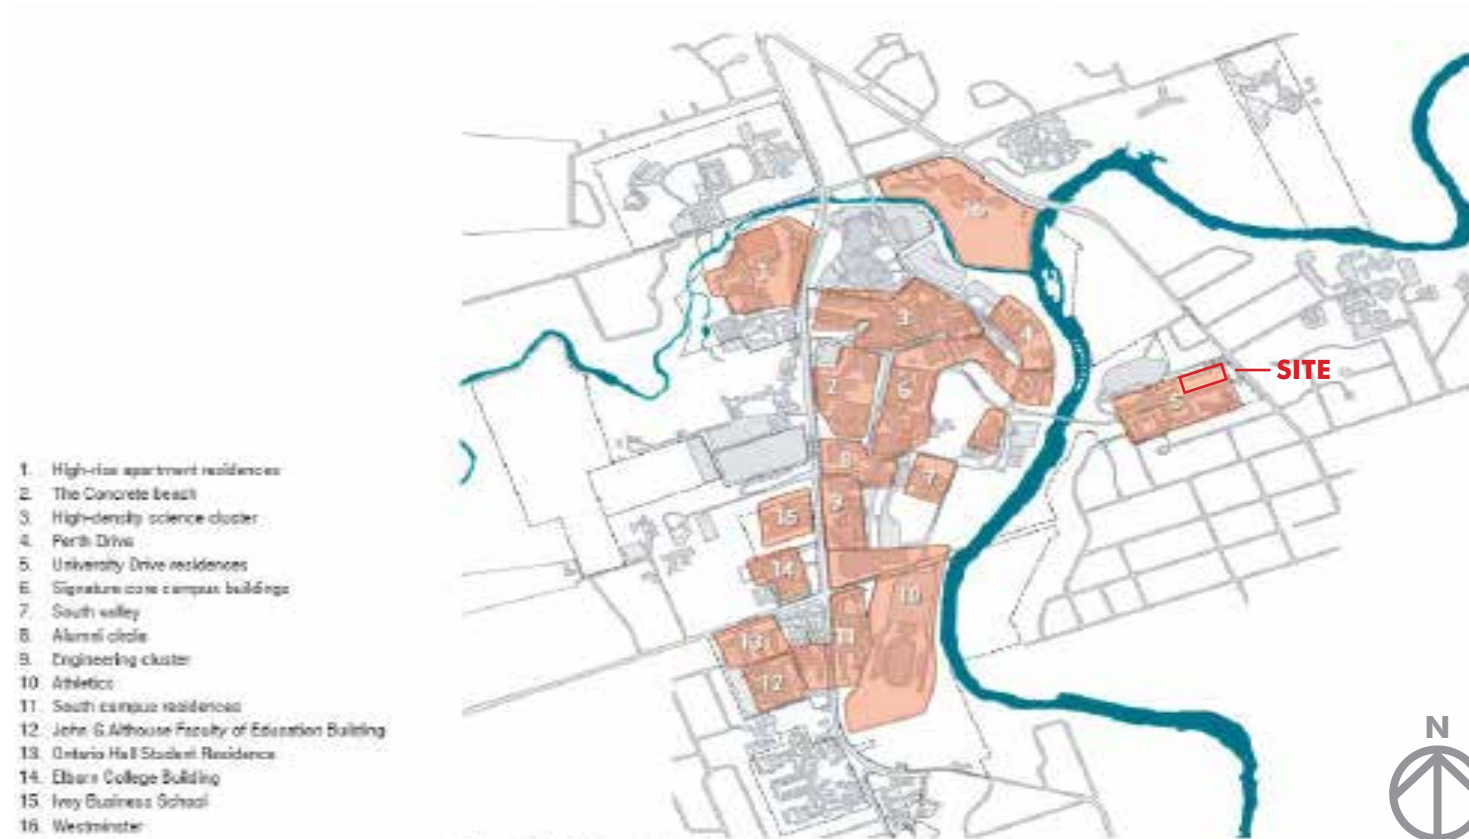 1. High-rise apartment residences
2. The Concrete beach
3. High-density science cluster
4. Perth Drive
5. University Drive residences
6. Signature core campus buildings
7. South valley
8. Alumni circle
9. Engineering cluster
10. Athletics
11. South campus residences
12. John G Althouse Faculty of Education Building
13. Ontario Hall Student Residence
14. Elborn College Building
15. Ivey Business School
16. Westminster
16
1
3
4
SITE
2
6
5
8
7
9
15
14
10
13
11
12
N